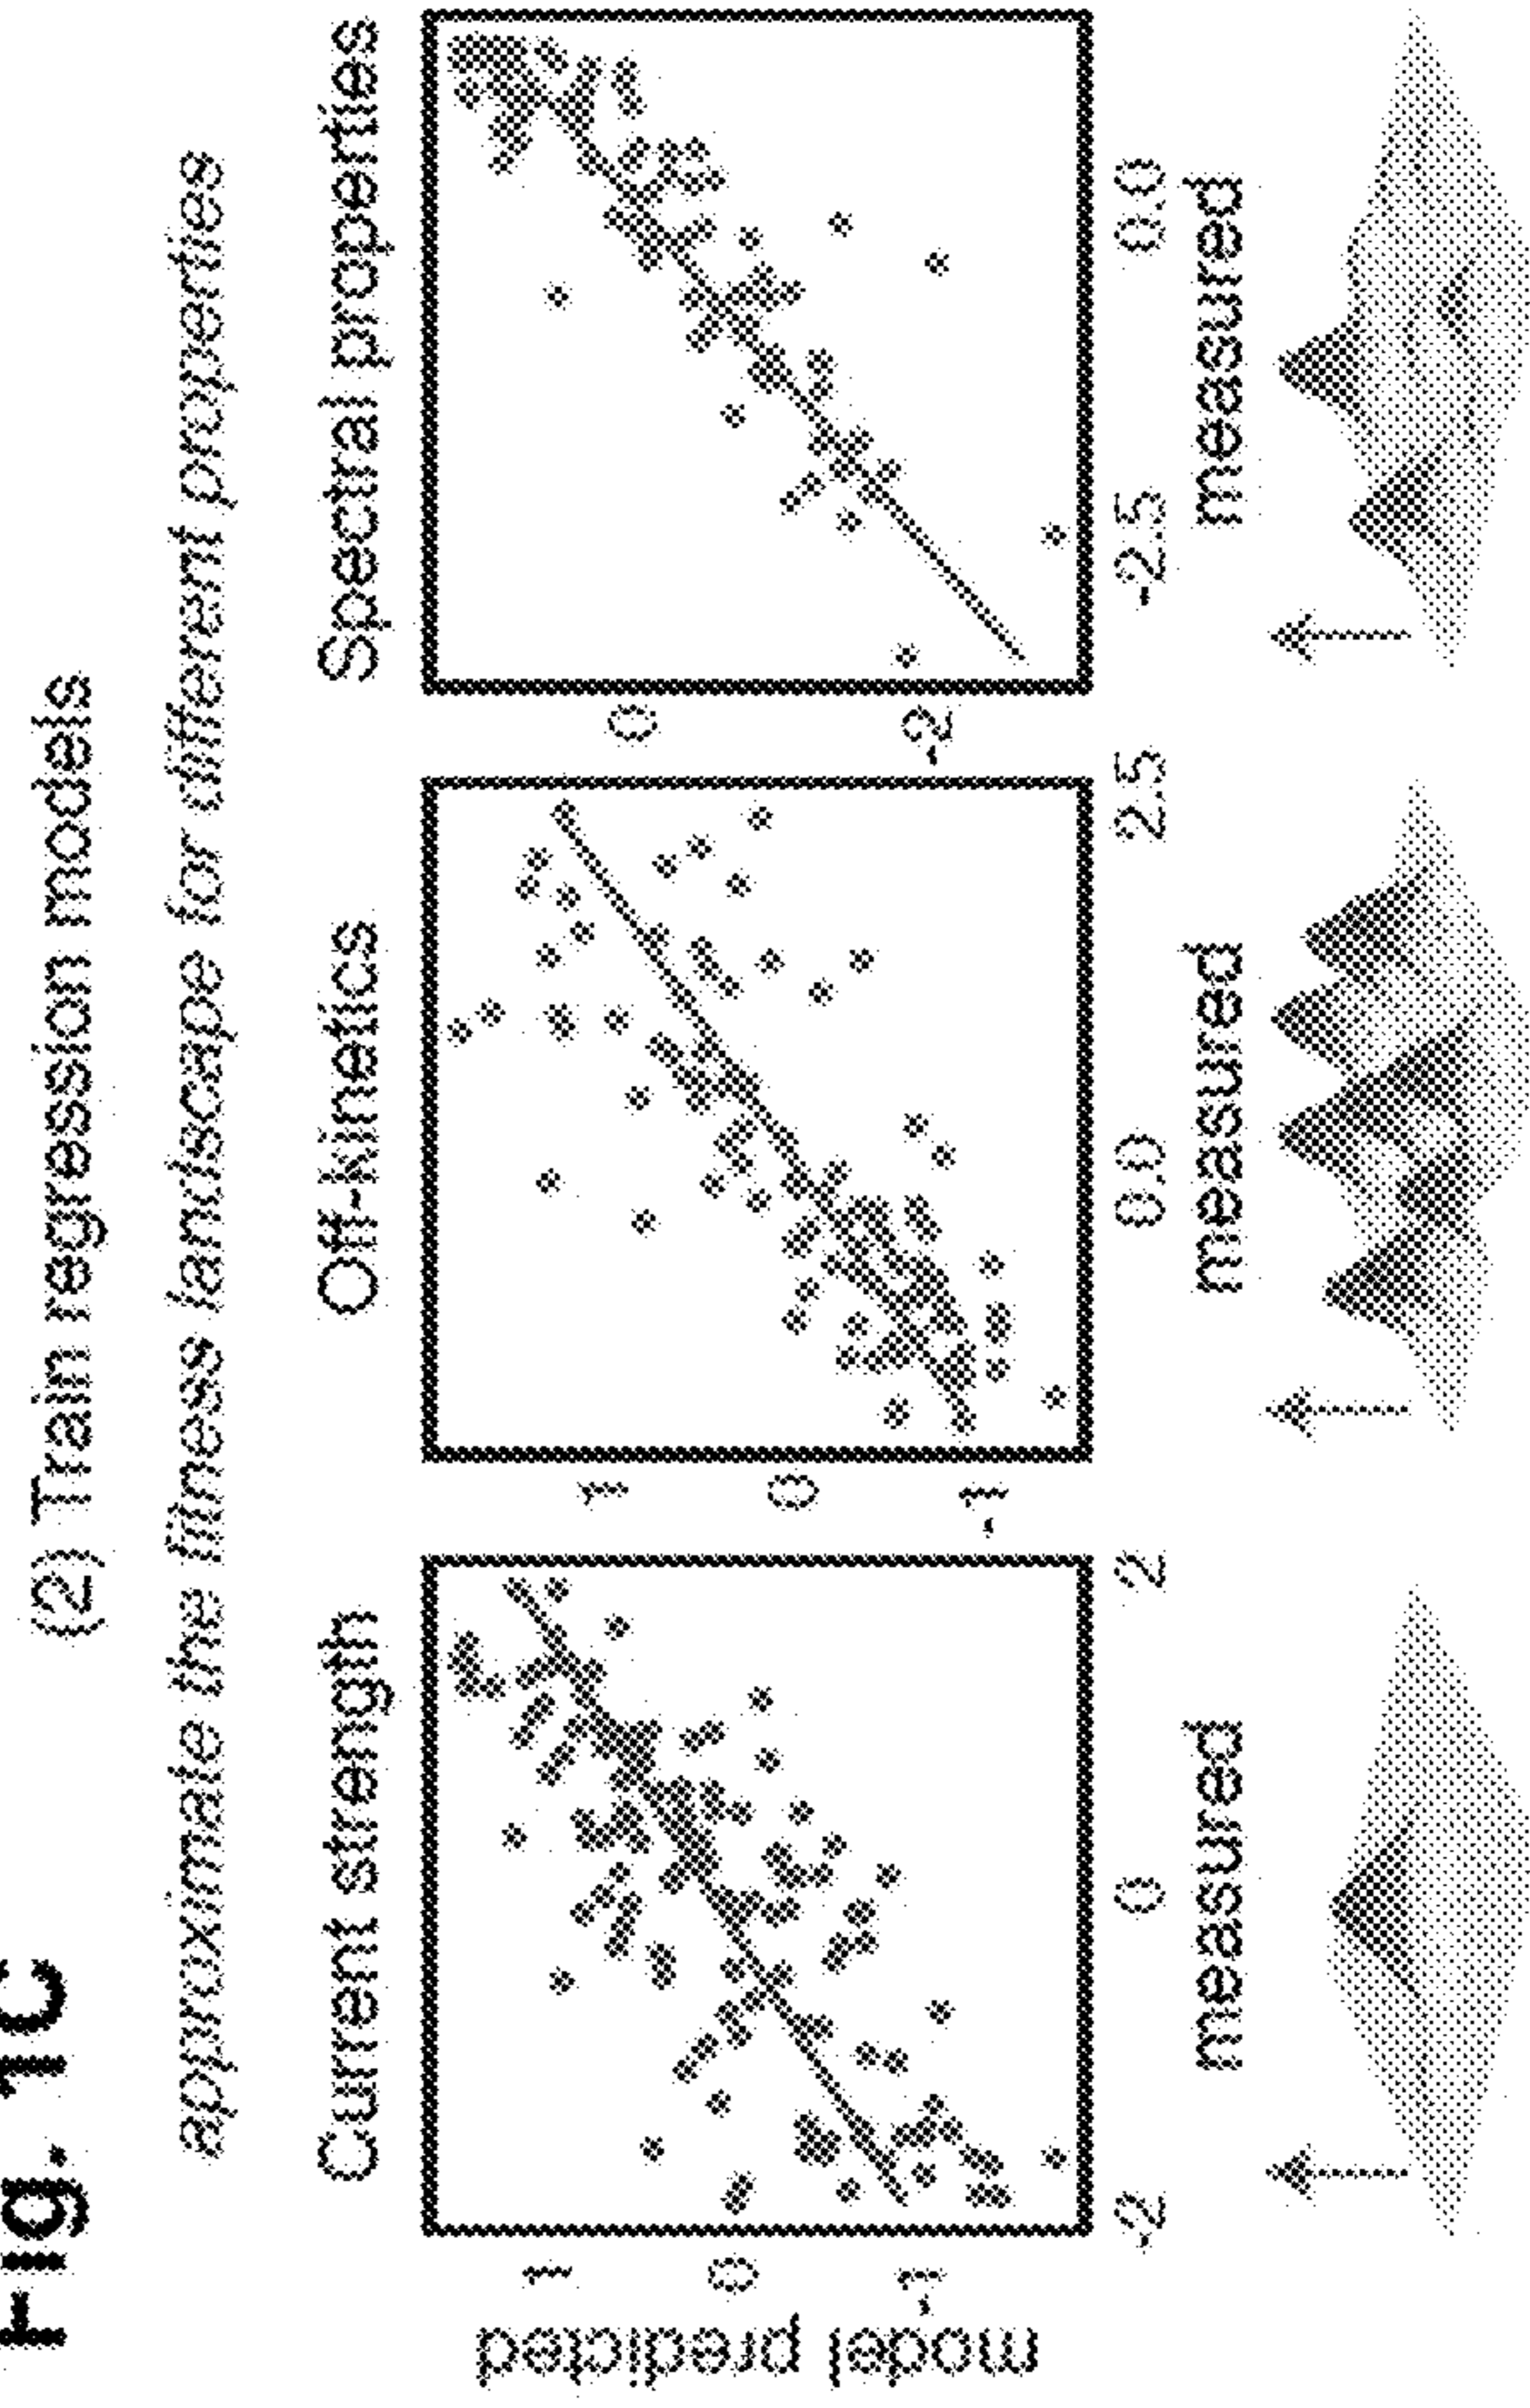 Fig. 1C
(2) Train regression models
approximate the fitness landscape for different properties
Current strength
Off-kinetics
Spectral properties
model predicted
1
0
-1
1
0
-1
0
-2
-2
0
2
0.0
2.5
-2.5
0.0
measured
measured
measured